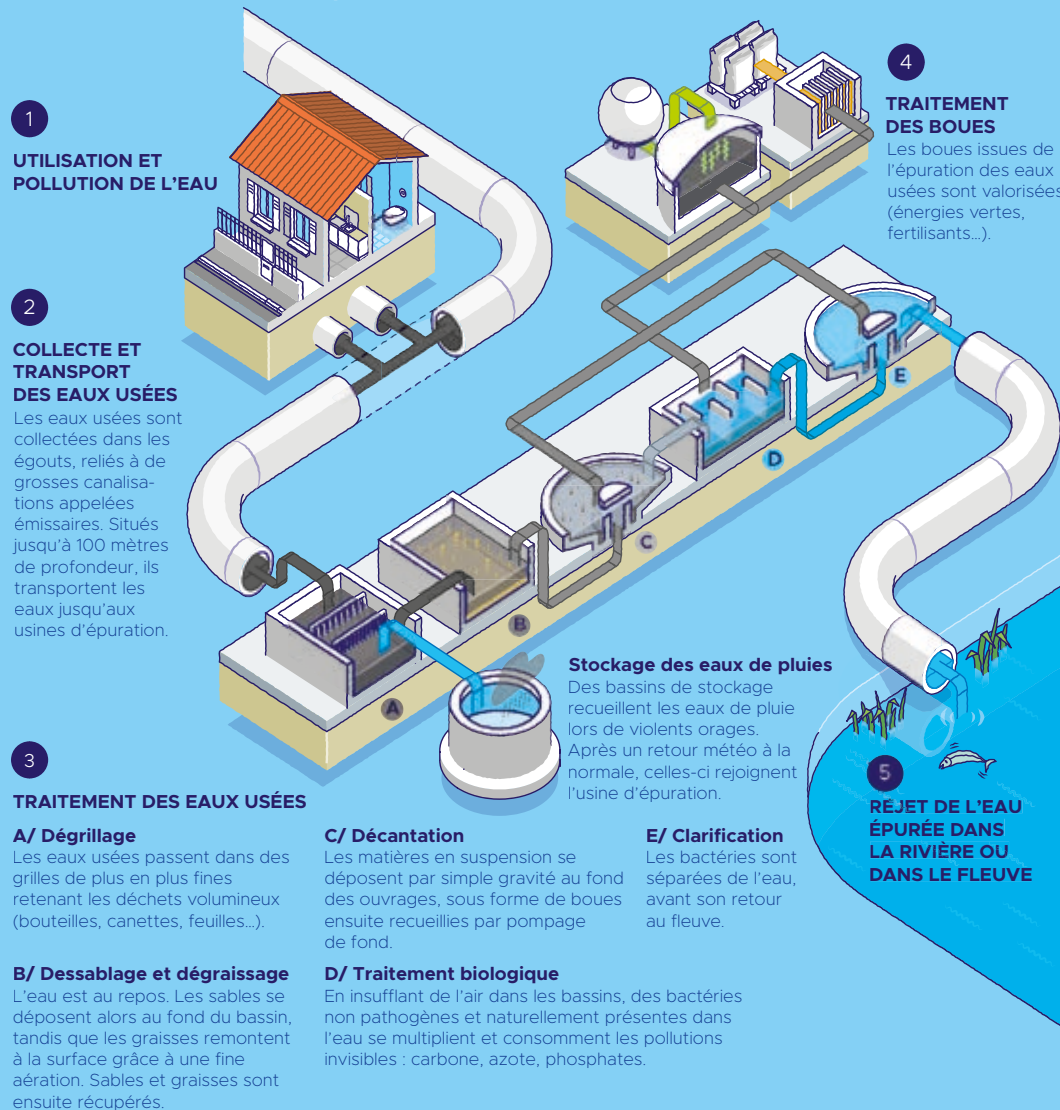 1
UTILISATION ET
POLLUTION DE L'EAU
2
COLLECTE ET
TRANSPORT
DES EAUX USÉES
Les eaux usées sont
collectées dans les
égouts, reliés à de
grosses canalisa-
tions appelées
émissaires. Situés
jusqu'à 100 mètres
de profondeur, ils
transportent les
eaux jusqu'aux
usines d'épuration.
4
TRAITEMENT
DES BOUES
Les boues issues de
l'épuration des eaux
usées sont valorisées
(énergies vertes,
fertilisants...).
E
D
C
B
A
Stockage des eaux de pluies
Des bassins de stockage
recueillent les eaux de pluie
lors de violents orages.
Après un retour météo à la
normale, celles-ci rejoignent
l'usine d'épuration.
5
REJET DE L'EAU
ÉPURÉE DANS
LA RIVIÈRE OU
DANS LE FLEUVE
3
TRAITEMENT DES EAUX USÉES
A/ Dégrillage
Les eaux usées passent dans des
grilles de plus en plus fines
retenant les déchets volumineux
(bouteilles, canettes, feuilles...).
B/ Dessablage et dégraissage
L'eau est au repos. Les sables se
déposent alors au fond du bassin,
tandis que les graisses remontent
à la surface grâce à une fine
aération. Sables et graisses sont
ensuite récupérés.
C/ Décantation
Les matières en suspension se
déposent par simple gravité au fond
des ouvrages, sous forme de boues
ensuite recueillies par pompage
de fond.
D/ Traitement biologique
En insufflant de l'air dans les bassins, des bactéries
non pathogènes et naturellement présentes dans
l'eau se multiplient et consomment les pollutions
invisibles : carbone, azote, phosphates.
E/ Clarification
Les bactéries sont
séparées de l'eau,
avant son retour
au fleuve.